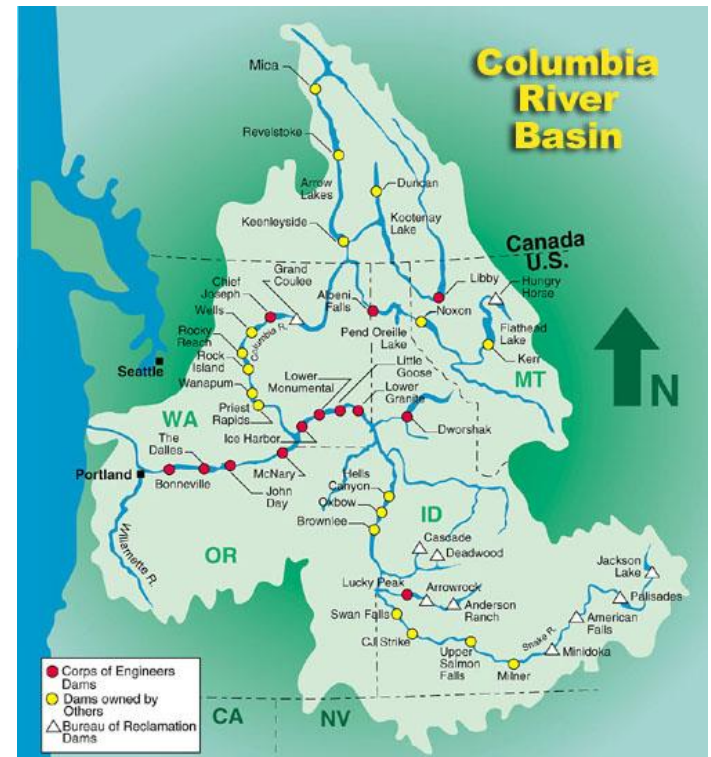 Columbia
River
Basin
Mica
Revelstoke
Arrow
Lakes
Duncan
Kootenay
Lake
Keenleyside
Canada
U.S.
Grand
Coulee
Chief
Joseph
Albeni
Falls
Libby
Hungry
Horse
Wells
Noxon
Columbia R.
Pend Oreille
Lake
Flathead
Lake
Rocky
Reach
Rock
Island
Kerr
Seattle
Wanapum
Little
Goose
Lower
Monumental
Lower
Granite
MT
N
WA
Priest
Rapids
Ice Harbor
Dworshak
The
Dalles
Portland
Bonneville
McNary
John
Day
Hells
Canyon
Oxbow
Brownlee
ID
Willamette R.
OR
Casdade
Deadwood
Jackson
Lake
Lucky Peak
Arrowrock
Palisades
Anderson
Ranch
American
Falls
Swan Falls
CJ Strike
Snake R.
Upper
Salmon
Falls
Minidoka
Milner
Corps of Engineers
Dams
Dams owned by
Others
Bureau of Reclamation
Dams
CA
NV